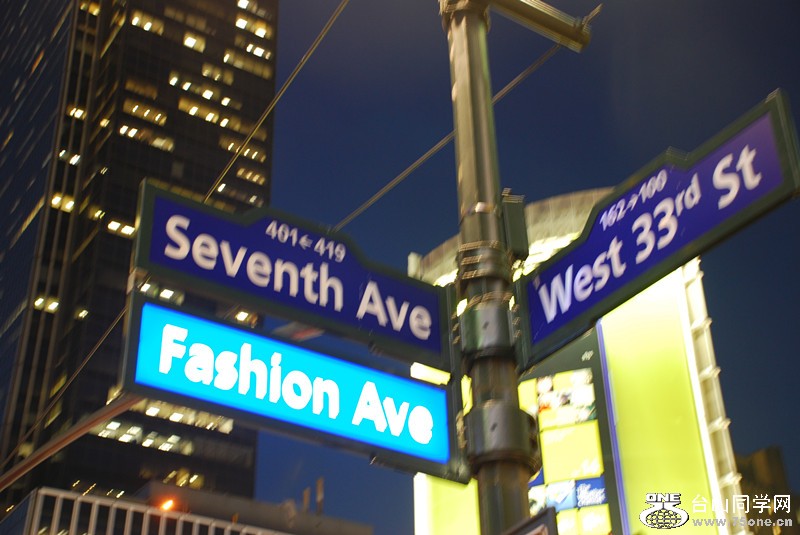 401←419
Seventh Ave
Fashion Ave
162→100
West 33rd St
ONE
台山同学网
www.tsone.cn